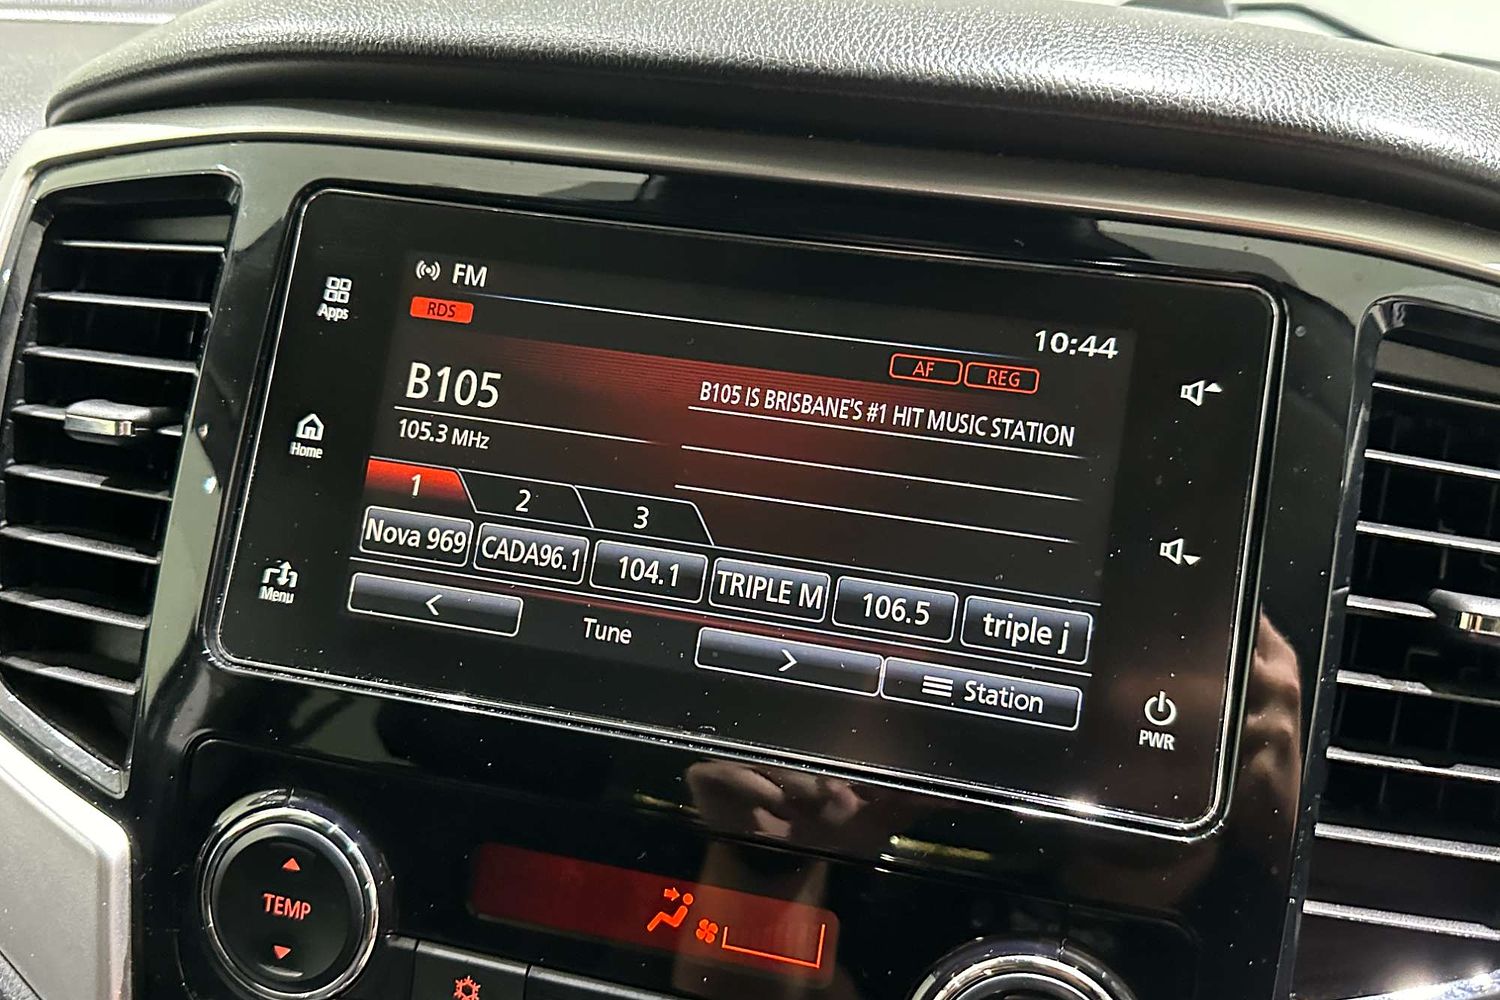 FM
RDS
10:44
AF REG
B105
B105 IS BRISBANE'S #1 HIT MUSIC STATION
105.3 MHz
1 2 3
Nova 969 CADA96.1 104.1 TRIPLE M 106.5 triple j
< Tune > Station
Apps
Home
Menu
PWR
TEMP